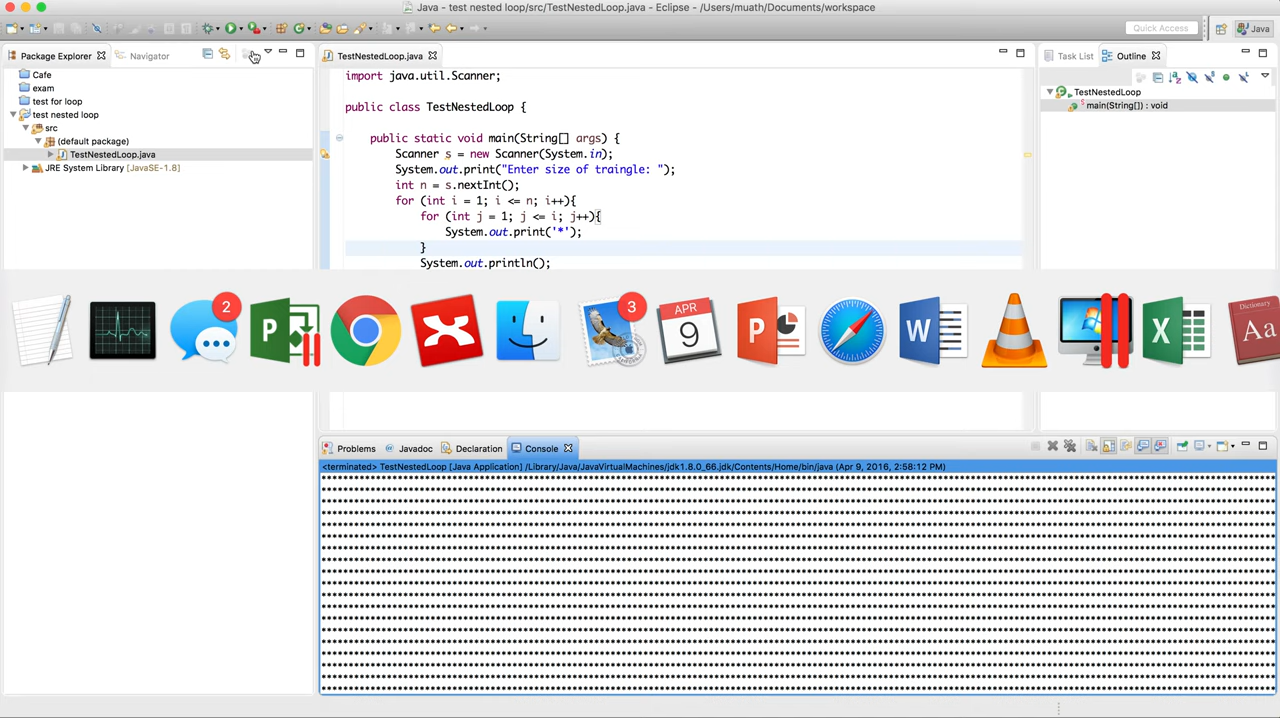 Java - test nested loop/src/TestNestedLoop.java - Eclipse - /Users/muath/Documents/workspace
Quick Access
Java
Package Explorer
Navigator
TestNestedLoop.java
Task List
Outline
Cafe
exam
test for loop
test nested loop
src
(default package)
TestNestedLoop.java
JRE System Library [JavaSE-1.8]
import java.util.Scanner;
public class TestNestedLoop {
public static void main(String[] args) {
Scanner s = new Scanner(System.in);
System.out.print("Enter size of traingle: ");
int n = s.nextInt();
for (int i = 1; i <= n; i++){
for (int j = 1; j <= i; j++){
System.out.print('*');
}
System.out.println();
TestNestedLoop
main(String[]) : void
2
P
3
APR
9
P
W
X
Dictionary
Aa
Problems
Javadoc
Declaration
Console
<terminated> TestNestedLoop [Java Application] /Library/Java/JavaVirtualMachines/jdk1.8.0_66.jdk/Contents/Home/bin/java (Apr 9, 2016, 2:58:12 PM)